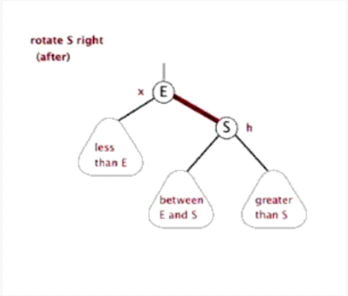 rotate S right
(after)
x E
S h
less
than E
between
E and S
greater
than S